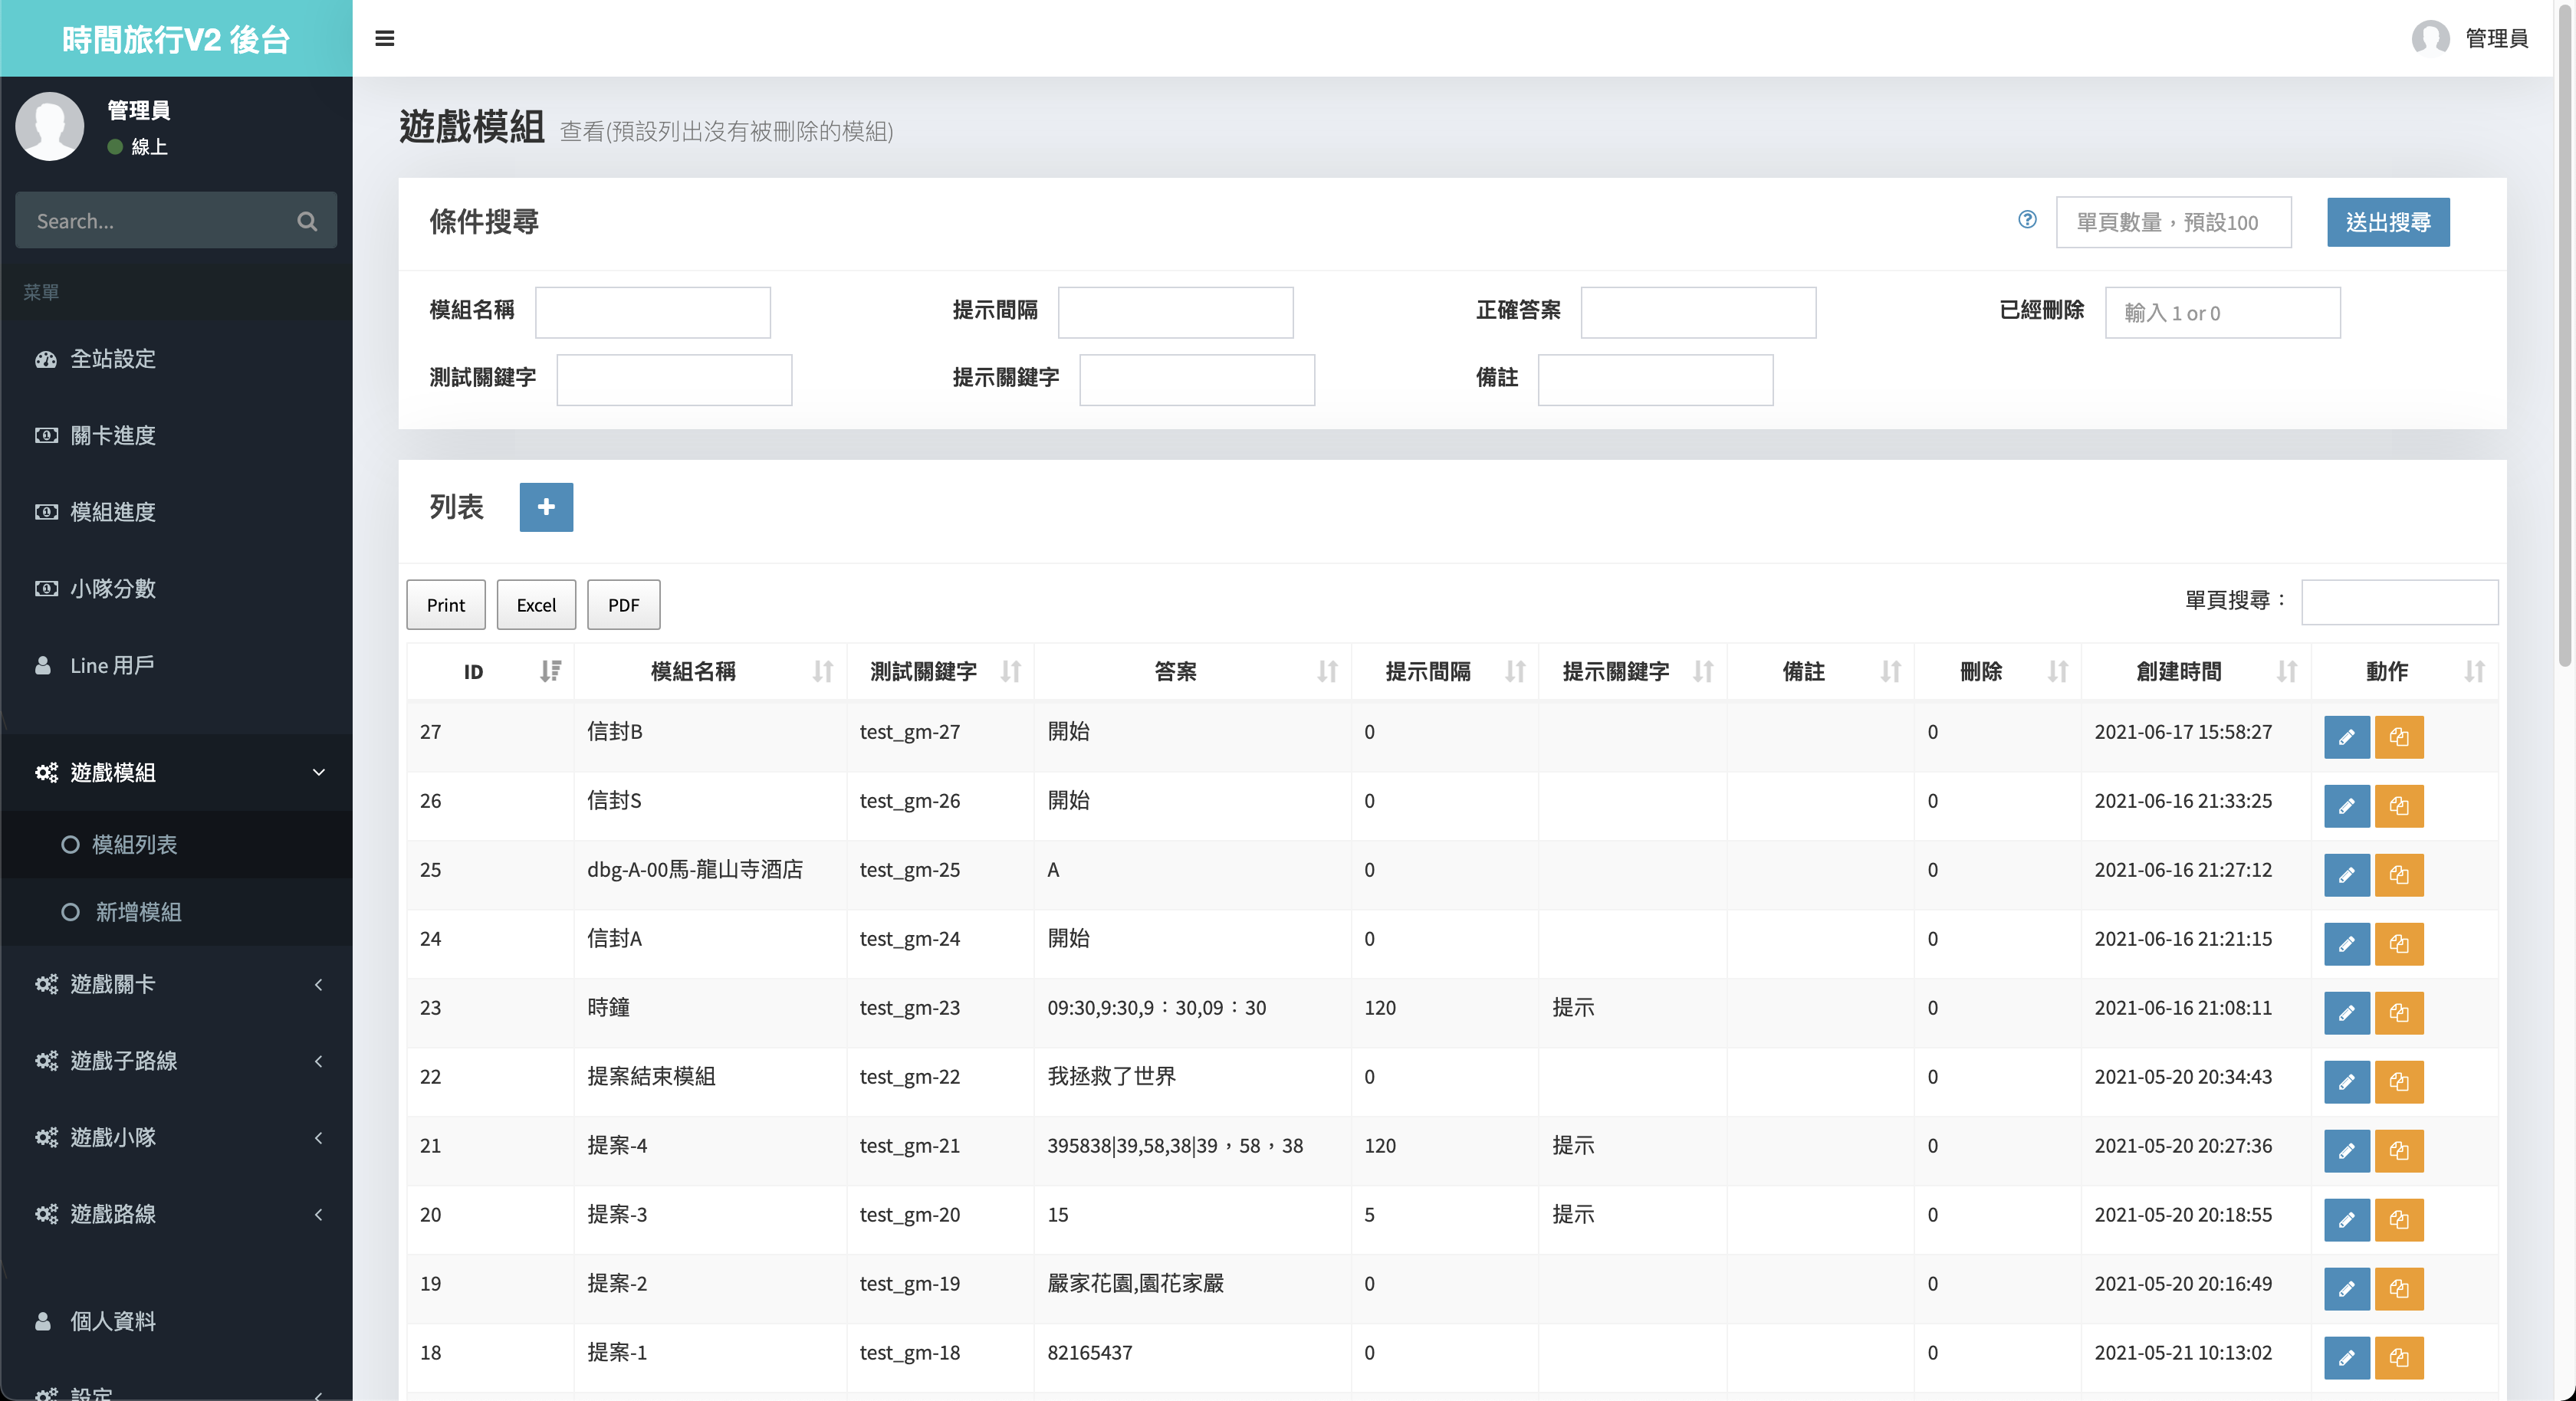 時間旅行V2 後台
管理員
管理員
線上
Search...
菜單
全站設定
關卡進度
模組進度
小隊分數
Line 用戶
遊戲模組
模組列表
新增模組
遊戲關卡
遊戲子路線
遊戲小隊
遊戲路線
個人資料
設定
遊戲模組 查看(預設列出沒有被刪除的模組)
條件搜尋 單頁數量，預設100 送出搜尋
模組名稱 提示間隔 正確答案 已經刪除 輸入 1 or 0
測試關鍵字 提示關鍵字 備註
列表
Print Excel PDF 單頁搜尋：
ID 模組名稱 測試關鍵字 答案 提示間隔 提示關鍵字 備註 刪除 創建時間 動作
27 信封B test_gm-27 開始 0 0 2021-06-17 15:58:27
26 信封S test_gm-26 開始 0 0 2021-06-16 21:33:25
25 dbg-A-00馬-龍山寺酒店 test_gm-25 A 0 0 2021-06-16 21:27:12
24 信封A test_gm-24 開始 0 0 2021-06-16 21:21:15
23 時鐘 test_gm-23 09:30,9:30,9：30,09：30 120 提示 0 2021-06-16 21:08:11
22 提案結束模組 test_gm-22 我拯救了世界 0 0 2021-05-20 20:34:43
21 提案-4 test_gm-21 395838|39,58,38|39，58，38 120 提示 0 2021-05-20 20:27:36
20 提案-3 test_gm-20 15 5 提示 0 2021-05-20 20:18:55
19 提案-2 test_gm-19 嚴家花園,園花家嚴 0 0 2021-05-20 20:16:49
18 提案-1 test_gm-18 82165437 0 0 2021-05-21 10:13:02